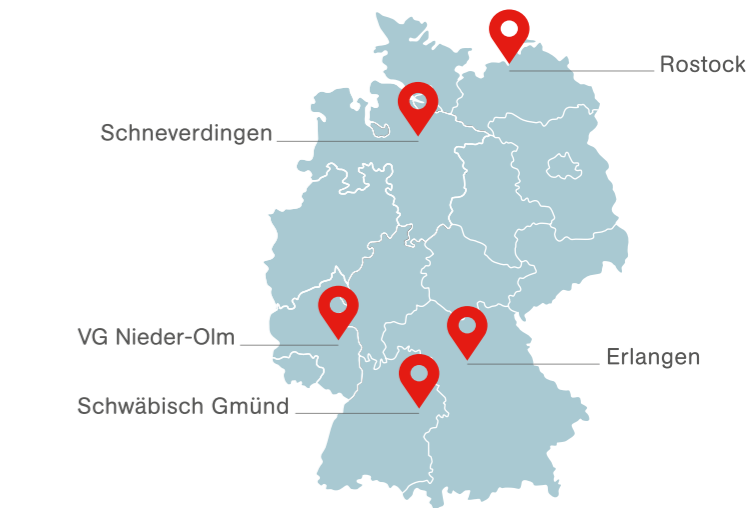 Rostock
Schneverdingen
VG Nieder-Olm
Erlangen
Schwäbisch Gmünd